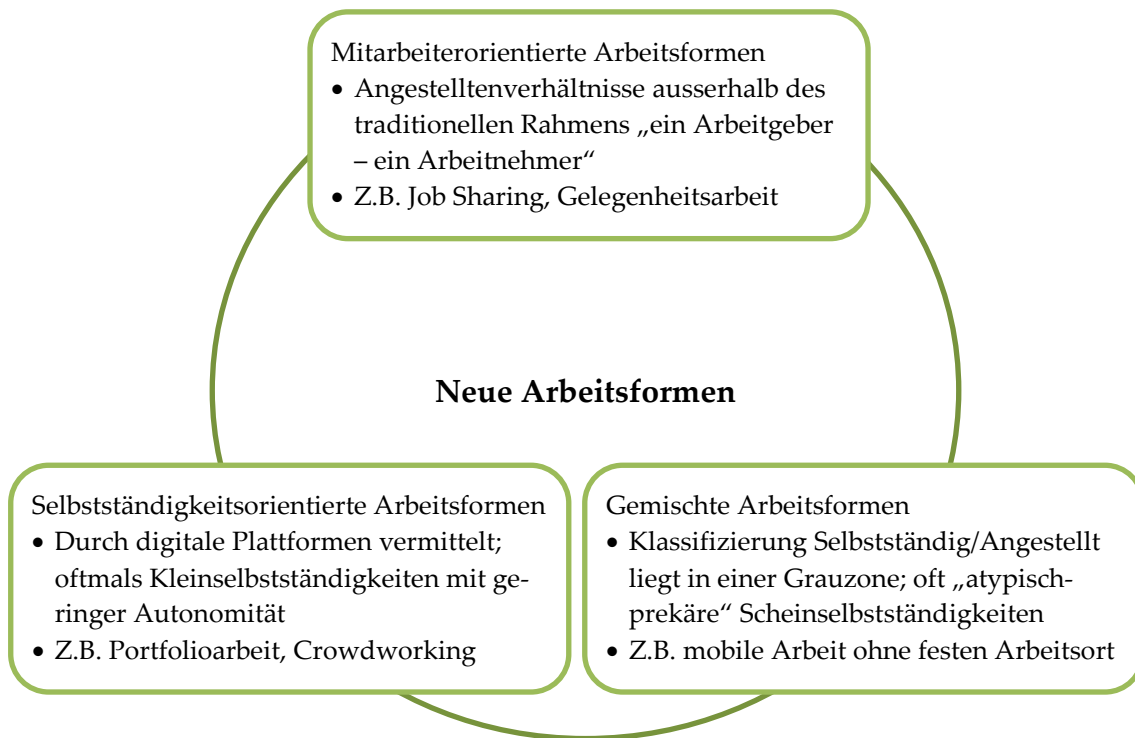 Mitarbeiterorientierte Arbeitsformen
• Angestelltenverhältnisse ausserhalb des
traditionellen Rahmens „ein Arbeitgeber
– ein Arbeitnehmer“
• Z.B. Job Sharing, Gelegenheitsarbeit
Neue Arbeitsformen
Selbstständigkeitsorientierte Arbeitsformen
• Durch digitale Plattformen vermittelt;
oftmals Kleinselbstständigkeiten mit ge-
ringer Autonomität
• Z.B. Portfolioarbeit, Crowdworking
Gemischte Arbeitsformen
• Klassifizierung Selbstständig/Angestellt
liegt in einer Grauzone; oft „atypisch-
prekäre“ Scheinselbstständigkeiten
• Z.B. mobile Arbeit ohne festen Arbeitsort